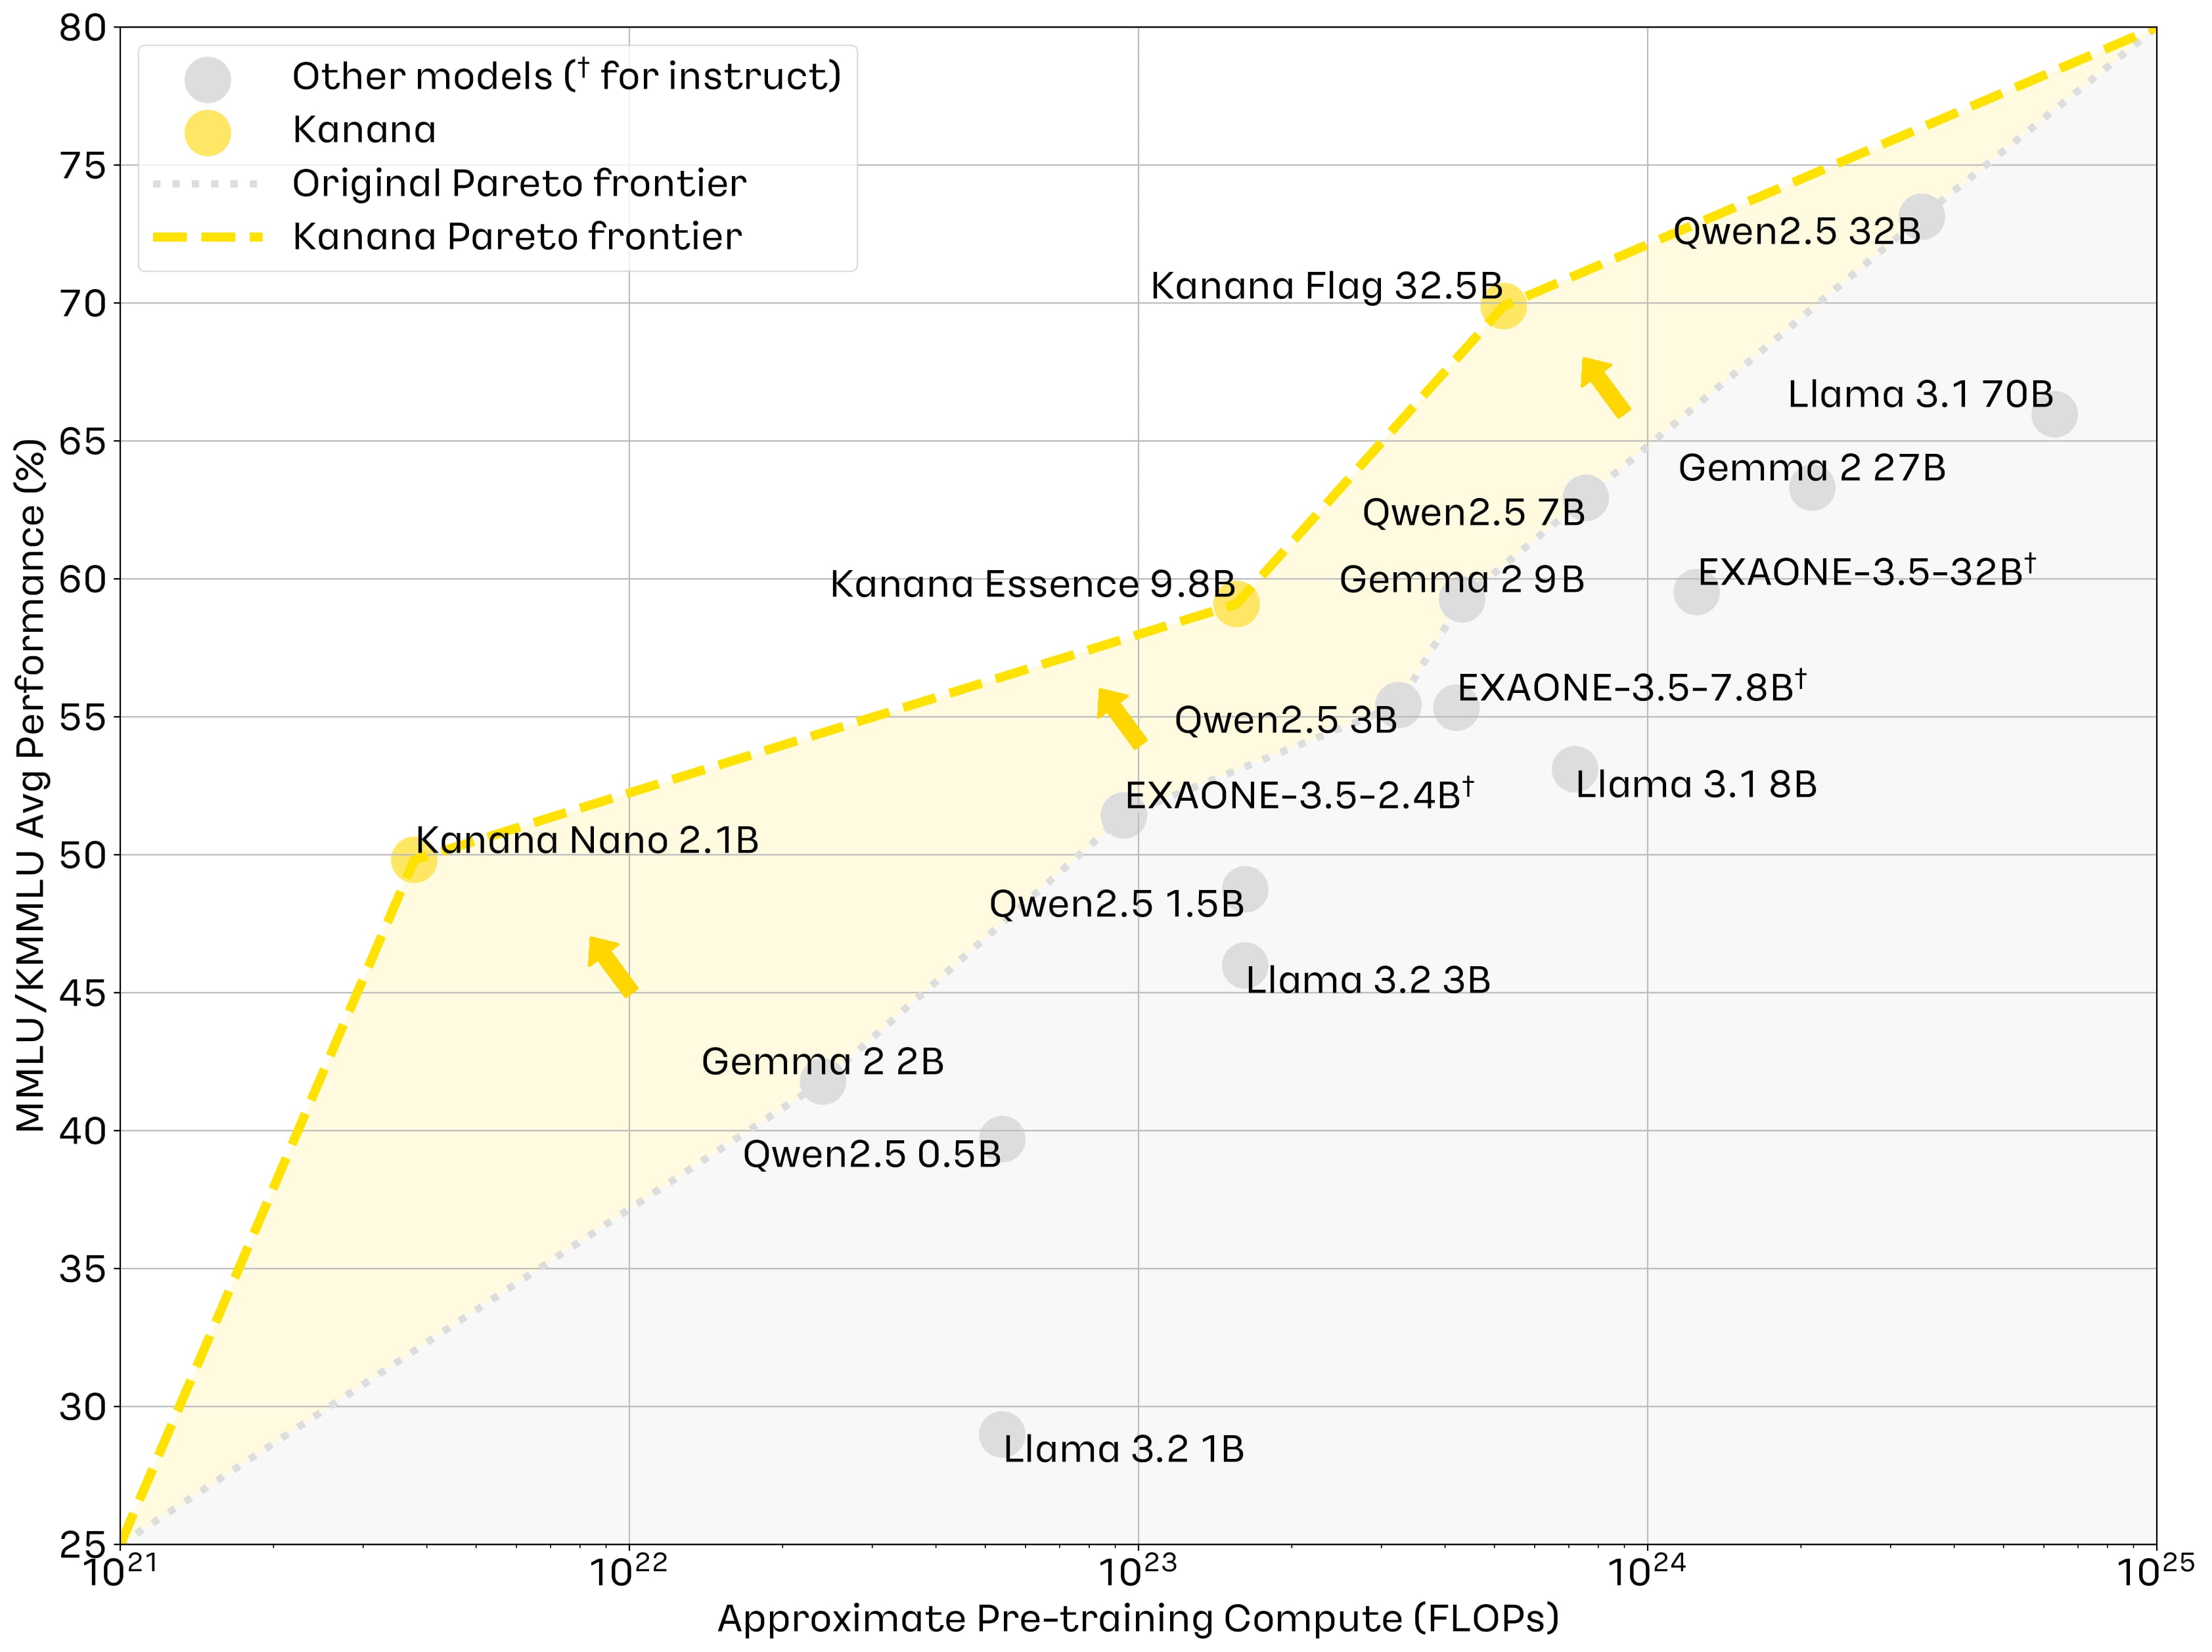 80
75
70
65
60
55
50
45
40
35
30
25
MMLU/KMMLU Avg Performance (%)
Other models († for instruct)
Kanana
Original Pareto frontier
Kanana Pareto frontier
Qwen2.5 32B
Kanana Flag 32.5B
Llama 3.1 70B
Gemma 2 27B
Qwen2.5 7B
EXAONE-3.5-32B†
Gemma 2 9B
Kanana Essence 9.8B
EXAONE-3.5-7.8B†
Qwen2.5 3B
Llama 3.1 8B
EXAONE-3.5-2.4B†
Kanana Nano 2.1B
Qwen2.5 1.5B
Llama 3.2 3B
Gemma 2 2B
Qwen2.5 0.5B
Llama 3.2 1B
10²¹
10²²
10²³
10²⁴
10²⁵
Approximate Pre-training Compute (FLOPs)